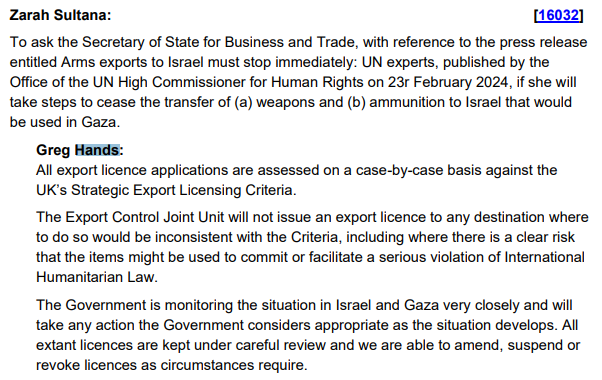 Zarah Sultana: [16032]
To ask the Secretary of State for Business and Trade, with reference to the press release
entitled Arms exports to Israel must stop immediately: UN experts, published by the
Office of the UN High Commissioner for Human Rights on 23r February 2024, if she will
take steps to cease the transfer of (a) weapons and (b) ammunition to Israel that would
be used in Gaza.
Greg Hands:
All export licence applications are assessed on a case-by-case basis against the
UK's Strategic Export Licensing Criteria.
The Export Control Joint Unit will not issue an export licence to any destination where
to do so would be inconsistent with the Criteria, including where there is a clear risk
that the items might be used to commit or facilitate a serious violation of International
Humanitarian Law.
The Government is monitoring the situation in Israel and Gaza very closely and will
take any action the Government considers appropriate as the situation develops. All
extant licences are kept under careful review and we are able to amend, suspend or
revoke licences as circumstances require.